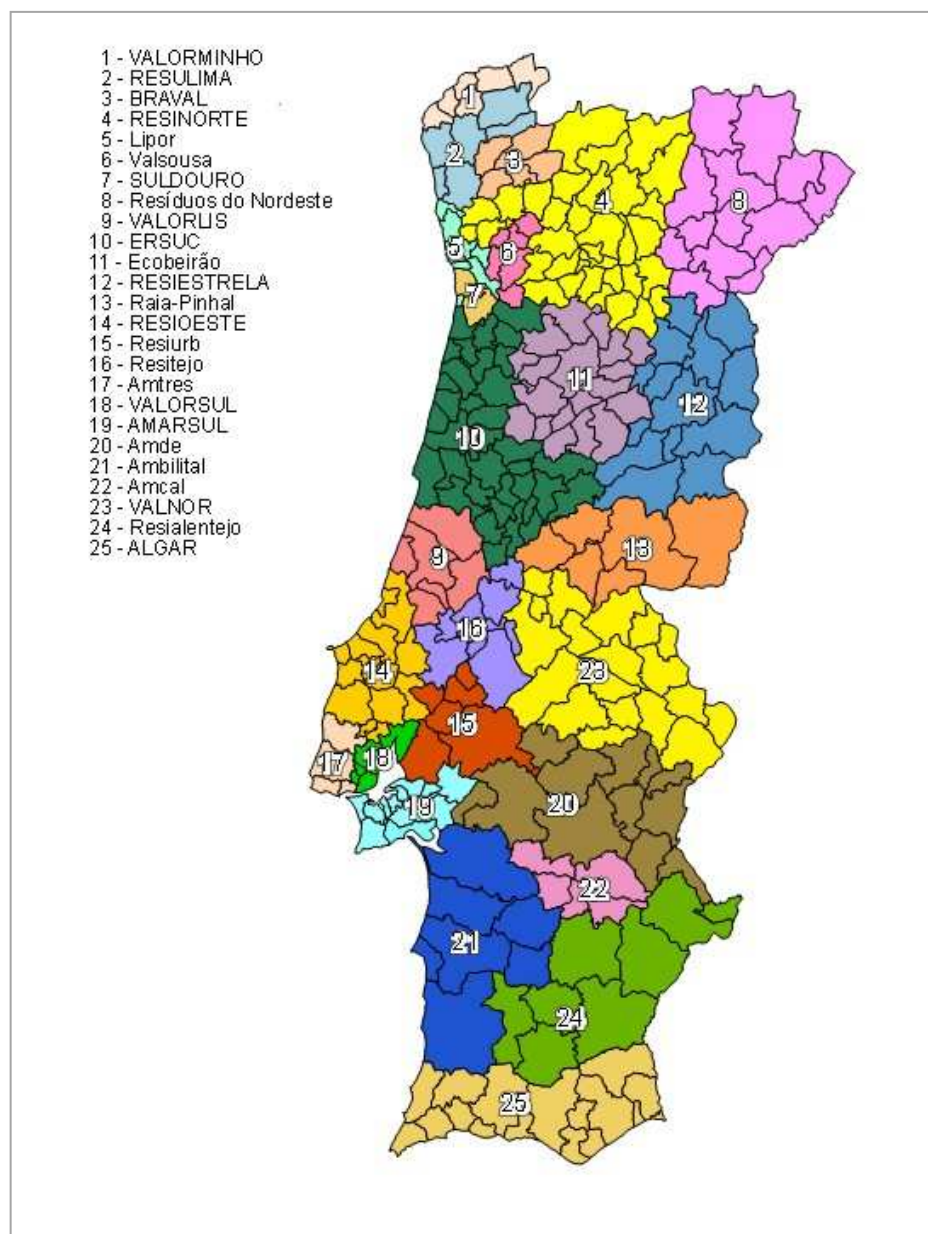 1 - VALORMINHO
2 - RESULIMA
3 - BRAVAL
4 - RESINORTE
5 - Lipor
6 - Valsousa
7 - SULDOURO
8 - Resíduos do Nordeste
9 - VALORLIS
10 - ERSUC
11 - Ecobeirão
12 - RESIESTRELA
13 - Raia-Pinhal
14 - RESIOESTE
15 - Resiurb
16 - Resitejo
17 - Amtres
18 - VALORSUL
19 - AMARSUL
20 - Amde
21 - Ambilital
22 - Amcal
23 - VALNOR
24 - Resialentejo
25 - ALGAR
1
2
3
4
8
5
6
7
11
12
10
9
13
16
14
23
15
17
18
19
20
22
21
24
25